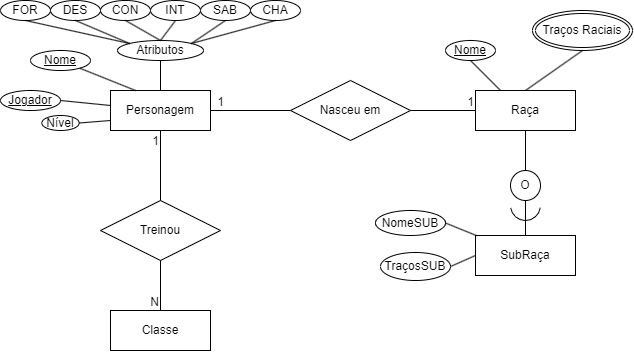 FOR DES CON INT SAB CHA
Atributos
Traços Raciais
Nome
Nome
Jogador
Personagem
1
Nasceu em
1
Raça
Nível
1
O
Treinou
NomeSUB
SubRaça
TraçosSUB
N
Classe